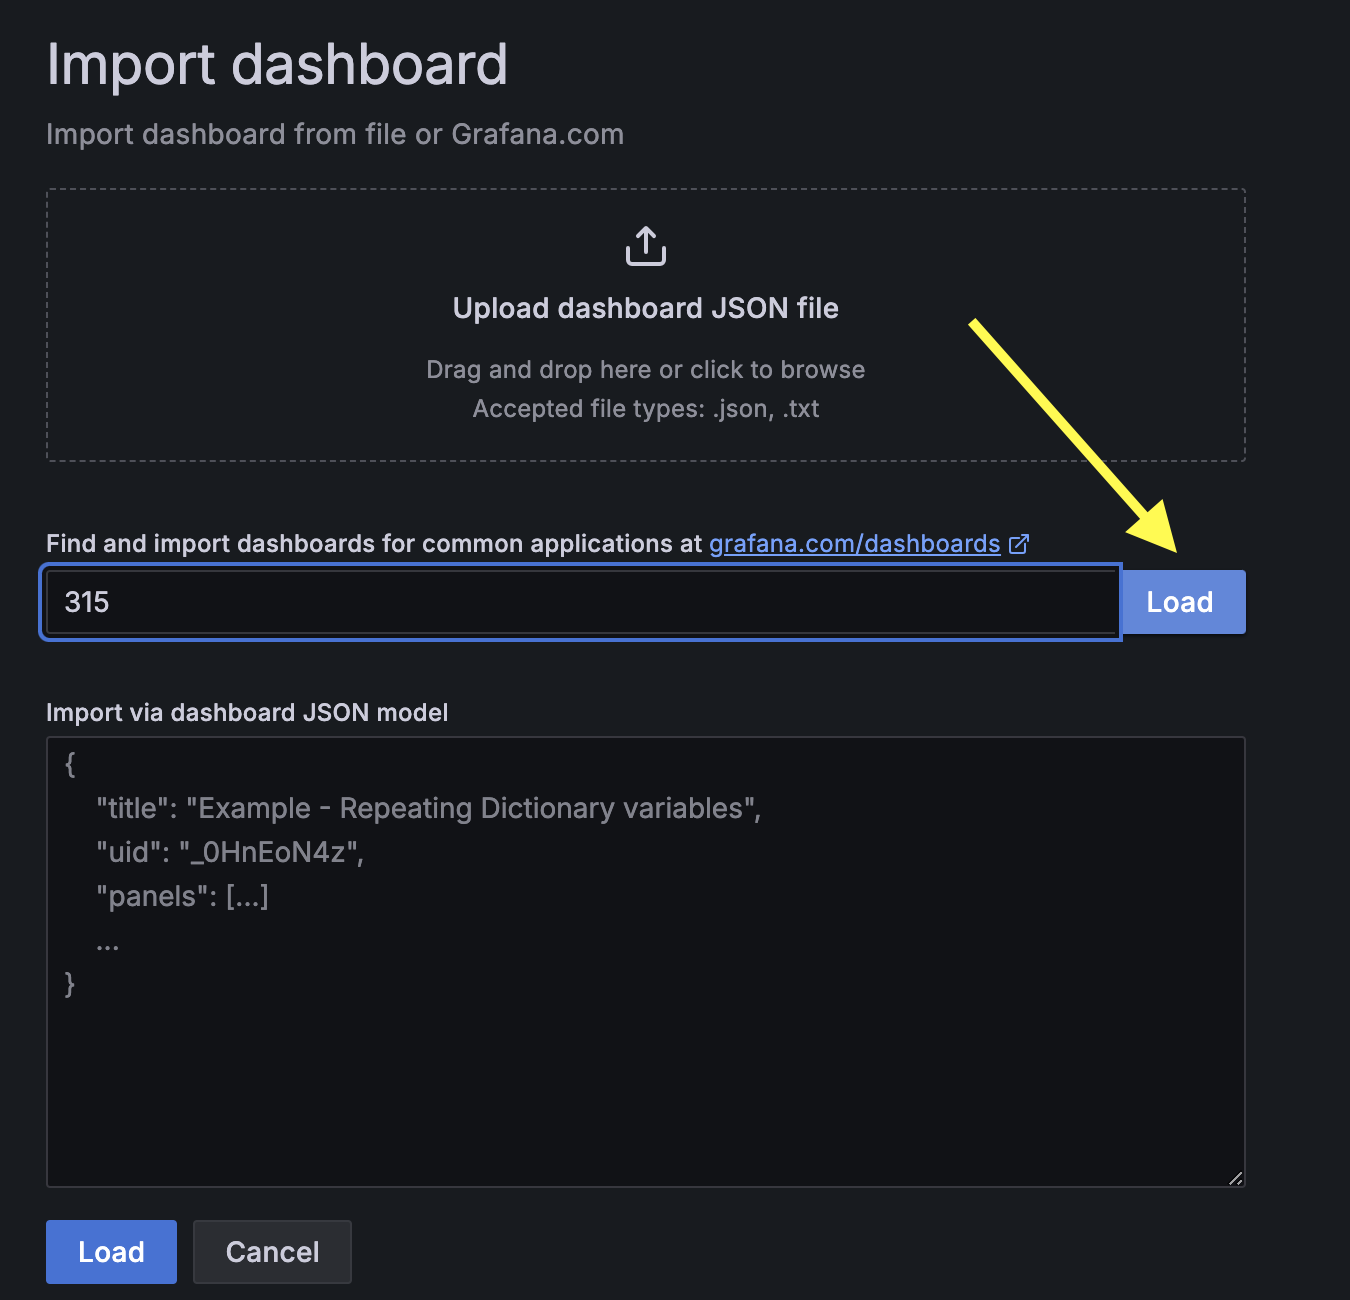 Import dashboard
Import dashboard from file or Grafana.com
Upload dashboard JSON file
Drag and drop here or click to browse
Accepted file types: .json, .txt
Find and import dashboards for common applications at grafana.com/dashboards
315
Load
Import via dashboard JSON model
{
"title": "Example - Repeating Dictionary variables",
"uid": "_0HnEoN4z",
"panels": [...]
...
}
Load
Cancel